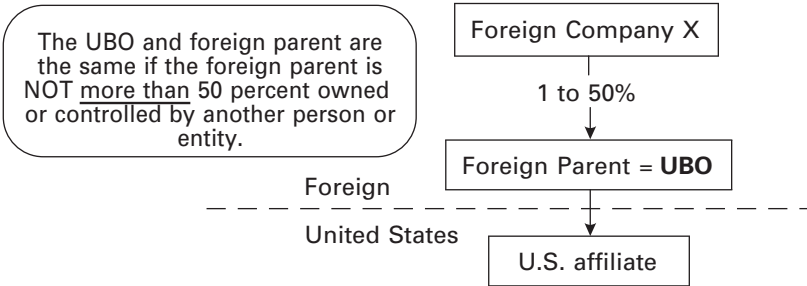 The UBO and foreign parent are
the same if the foreign parent is
NOT more than 50 percent owned
or controlled by another person or
entity.
Foreign Company X
1 to 50%
Foreign Parent = UBO
Foreign
United States
U.S. affiliate